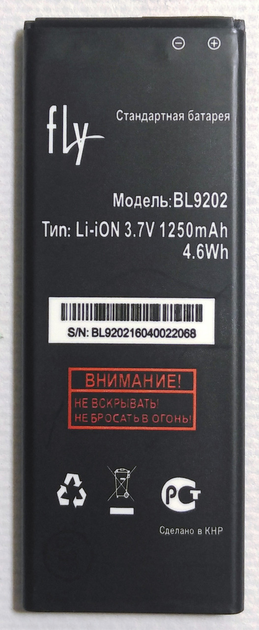 fly
Стандартная батарея
Модель:BL9202
Тип: Li-iON 3.7V 1250mAh
4.6Wh
S/N: BL920216040022068
ВНИМАНИЕ!
НЕ ВСКРЫВАТЬ!
НЕ БРОСАТЬ В ОГОНЬ!
РСТ
Сделано в КНР